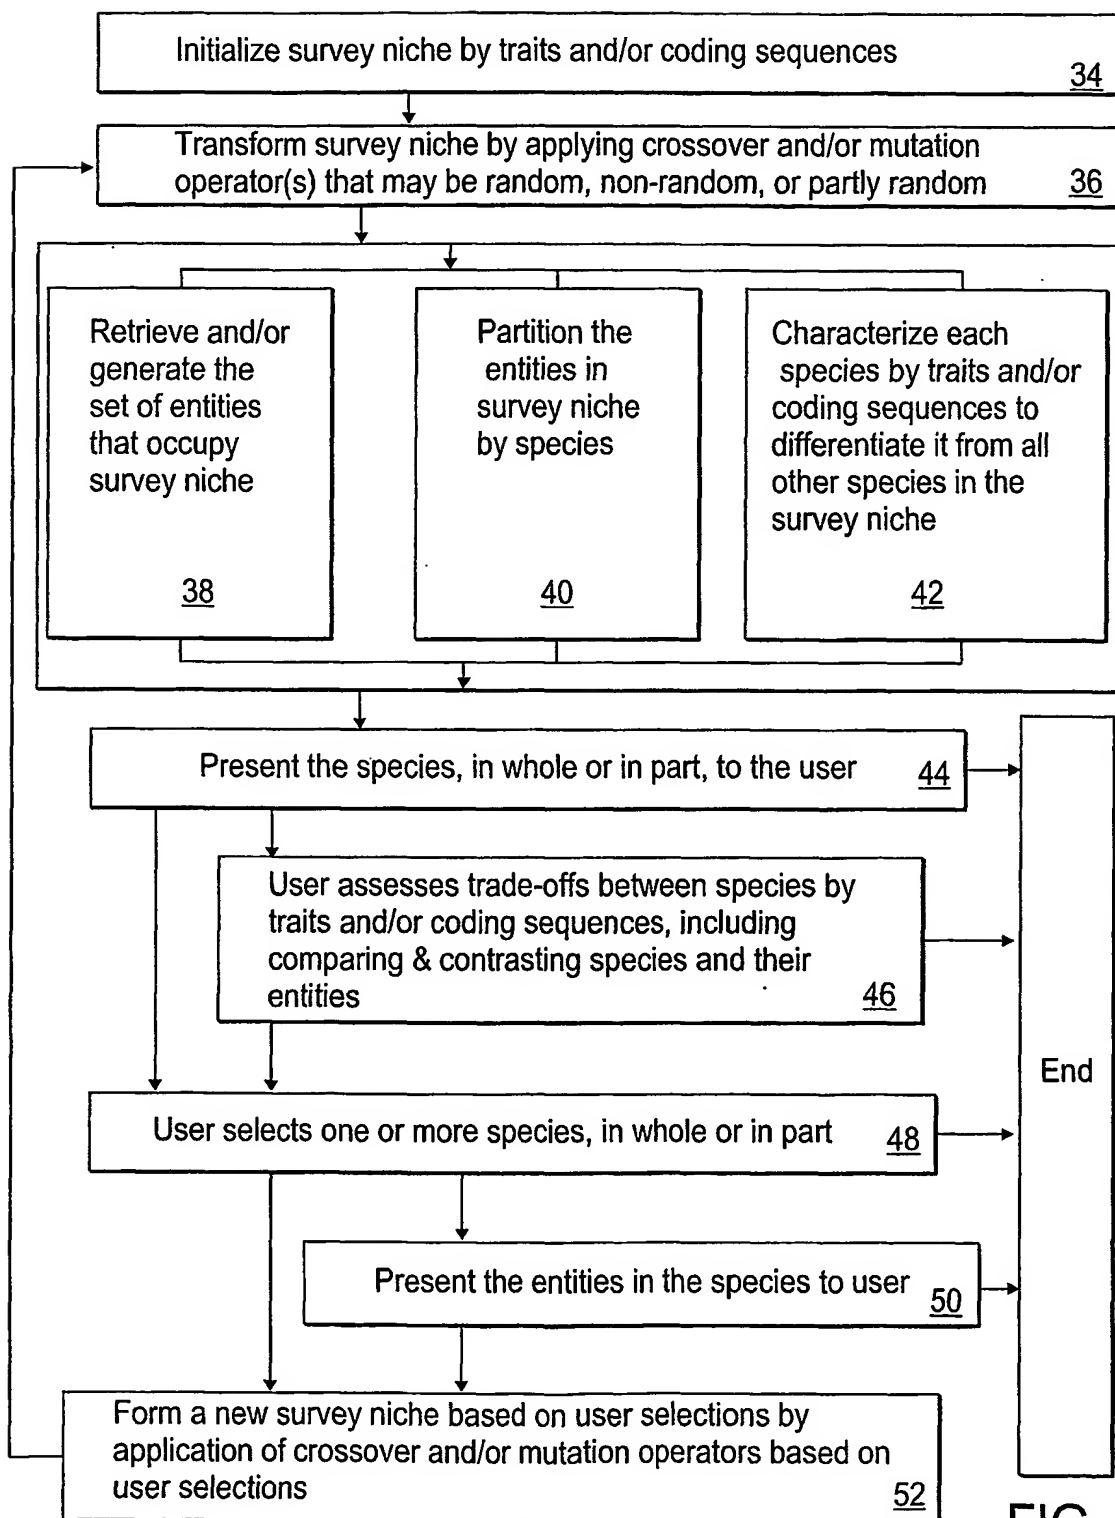 Initialize survey niche by traits and/or coding sequences
34
Transform survey niche by applying crossover and/or mutation
operator(s) that may be random, non-random, or partly random
36
Retrieve and/or
generate the
set of entities
that occupy
survey niche
38
Partition the
entities in
survey niche
by species
40
Characterize each
species by traits and/or
coding sequences to
differentiate it from all
other species in the
survey niche
42
Present the species, in whole or in part, to the user
44
User assesses trade-offs between species by
traits and/or coding sequences, including
comparing & contrasting species and their
entities
46
End
User selects one or more species, in whole or in part
48
Present the entities in the species to user
50
Form a new survey niche based on user selections by
application of crossover and/or mutation operators based on
user selections
52
FIG